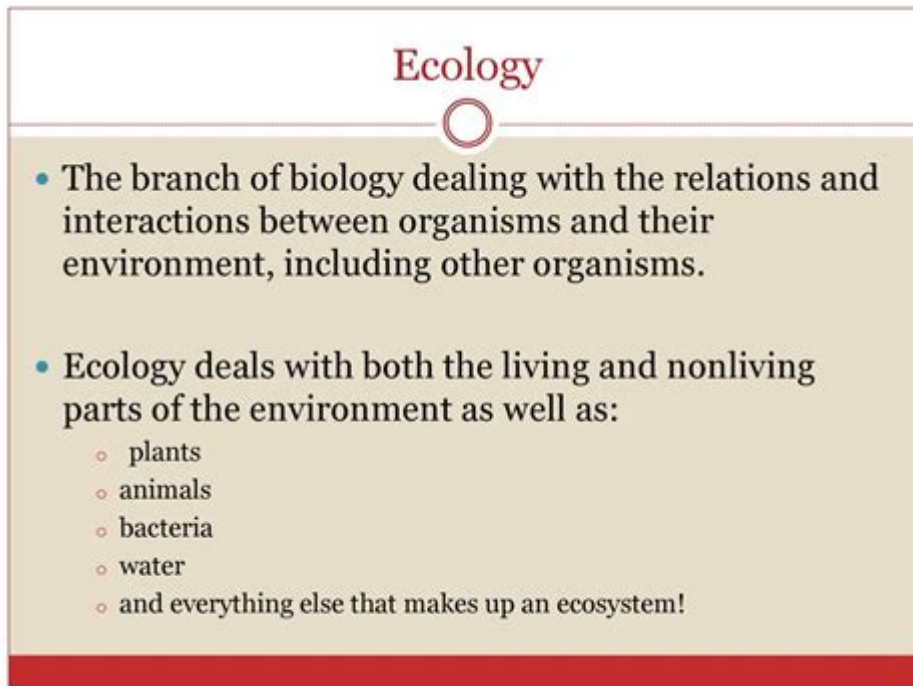 Ecology
• The branch of biology dealing with the relations and
interactions between organisms and their
environment, including other organisms.
• Ecology deals with both the living and nonliving
parts of the environment as well as:
o plants
o animals
o bacteria
o water
o and everything else that makes up an ecosystem!